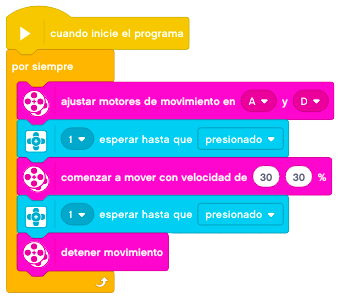 cuando inicie el programa
por siempre
ajustar motores de movimiento en A y D
1 esperar hasta que presionado
comenzar a mover con velocidad de 30 30 %
1 esperar hasta que presionado
detener movimiento